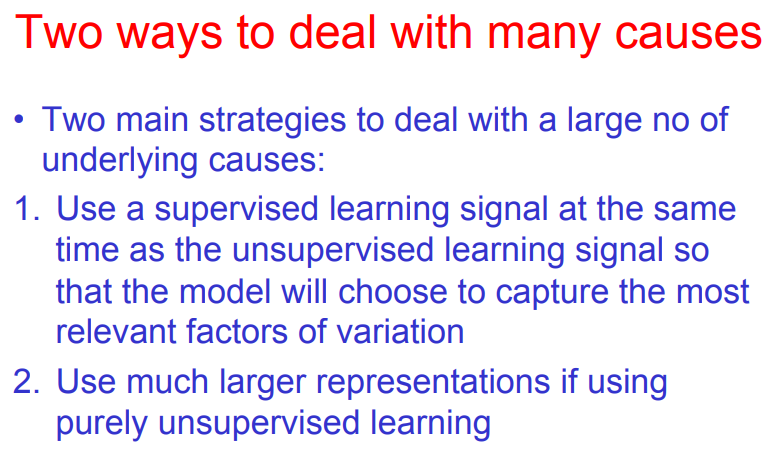 Two ways to deal with many causes
• Two main strategies to deal with a large no of
underlying causes:
1. Use a supervised learning signal at the same
time as the unsupervised learning signal so
that the model will choose to capture the most
relevant factors of variation
2. Use much larger representations if using
purely unsupervised learning